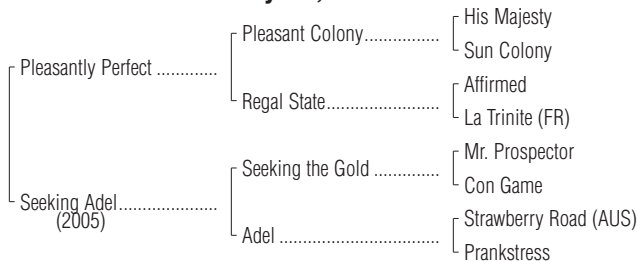 His Majesty
Pleasant Colony................
Sun Colony
Pleasantly Perfect .............
Affirmed
Regal State........................
La Trinite (FR)
Mr. Prospector
Seeking the Gold ................
Con Game
Seeking Adel......................
(2005)
Strawberry Road (AUS)
Adel ..................................
Prankstress